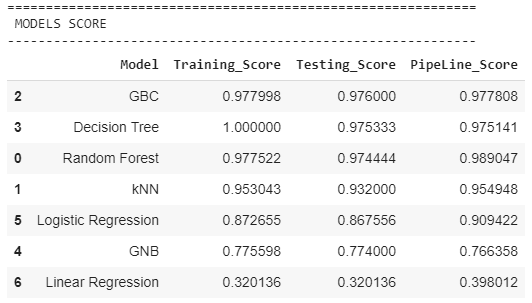 ============================================================
MODELS SCORE
------------------------------------------------------------
Model Training_Score Testing_Score PipeLine_Score
2 GBC 0.977998 0.976000 0.977808
3 Decision Tree 1.000000 0.975333 0.975141
0 Random Forest 0.977522 0.974444 0.989047
1 kNN 0.953043 0.932000 0.954948
5 Logistic Regression 0.872655 0.867556 0.909422
4 GNB 0.775598 0.774000 0.766358
6 Linear Regression 0.320136 0.320136 0.398012